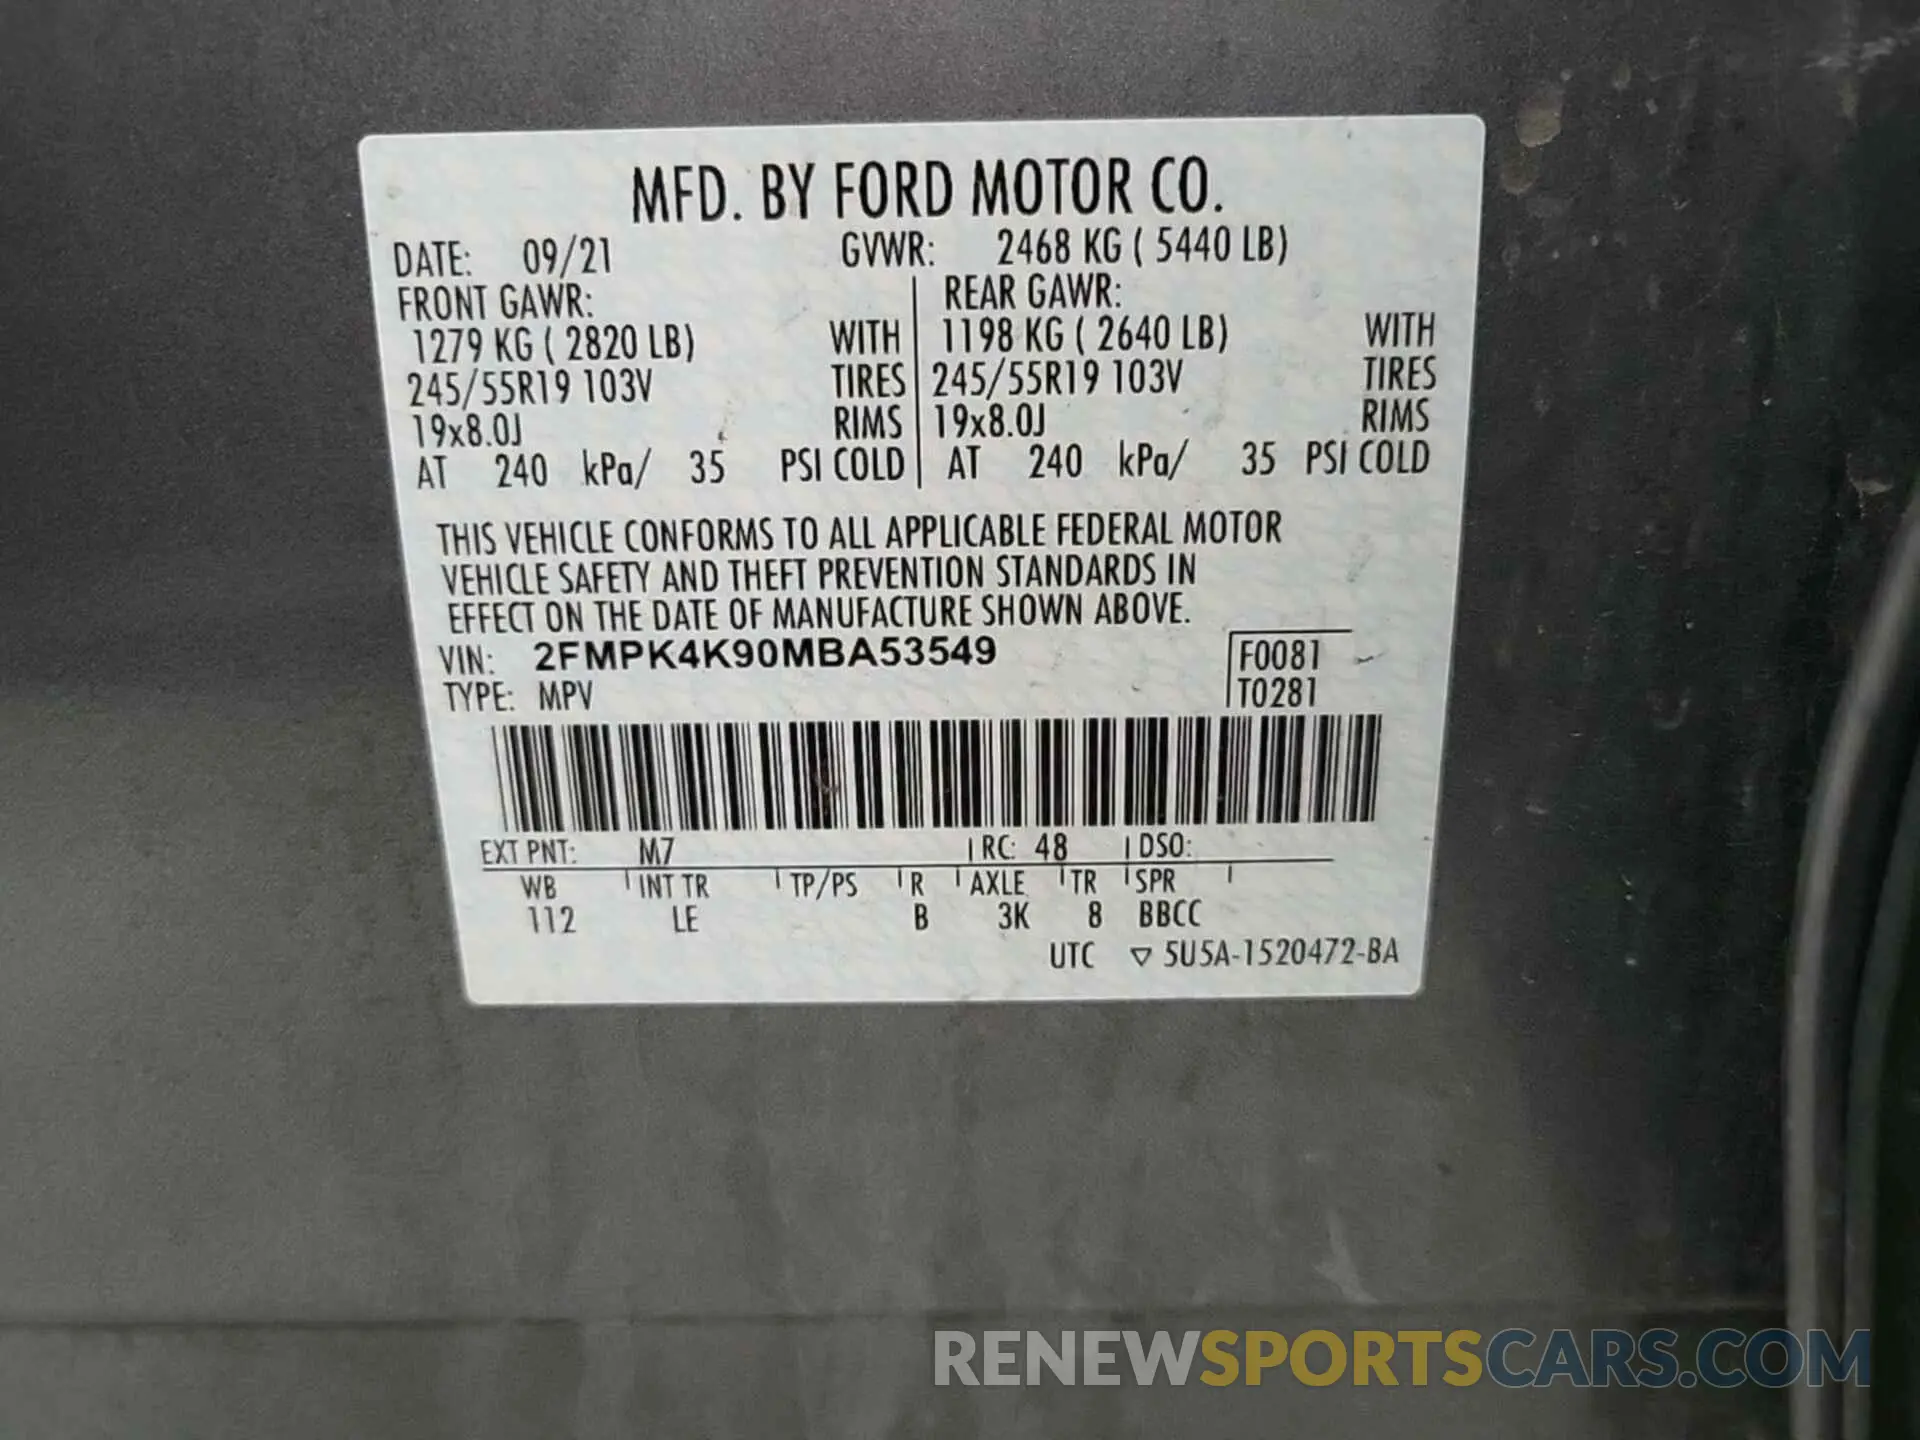 MFD. BY FORD MOTOR CO.
DATE: 09/21 GVWR: 2468 KG ( 5440 LB)
FRONT GAWR: REAR GAWR:
1279 KG ( 2820 LB) WITH 1198 KG ( 2640 LB) WITH
245/55R19 103V TIRES 245/55R19 103V TIRES
19x8.0J RIMS 19x8.0J RIMS
AT 240 kPa/ 35 PSI COLD AT 240 kPa/ 35 PSI COLD
THIS VEHICLE CONFORMS TO ALL APPLICABLE FEDERAL MOTOR
VEHICLE SAFETY AND THEFT PREVENTION STANDARDS IN
EFFECT ON THE DATE OF MANUFACTURE SHOWN ABOVE.
VIN: 2FMPK4K90MBA53549 F0081
TYPE: MPV T0281
EXT PNT: M7 RC: 48 DSO:
WB INT TR TP/PS R AXLE TR SPR
112 LE B 3K 8 BBCC
UTC ▽ 5U5A-1520472-BA
RENEWSPORTSCARS.COM